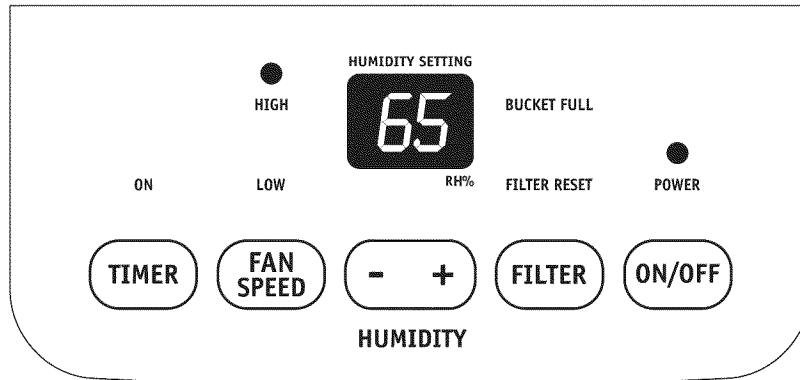 HUMIDITY SETTING
65
RH%
HIGH
BUCKET FULL
ON
LOW
FILTER RESET
POWER
TIMER
FAN
SPEED
- +
FILTER
ON/OFF
HUMIDITY